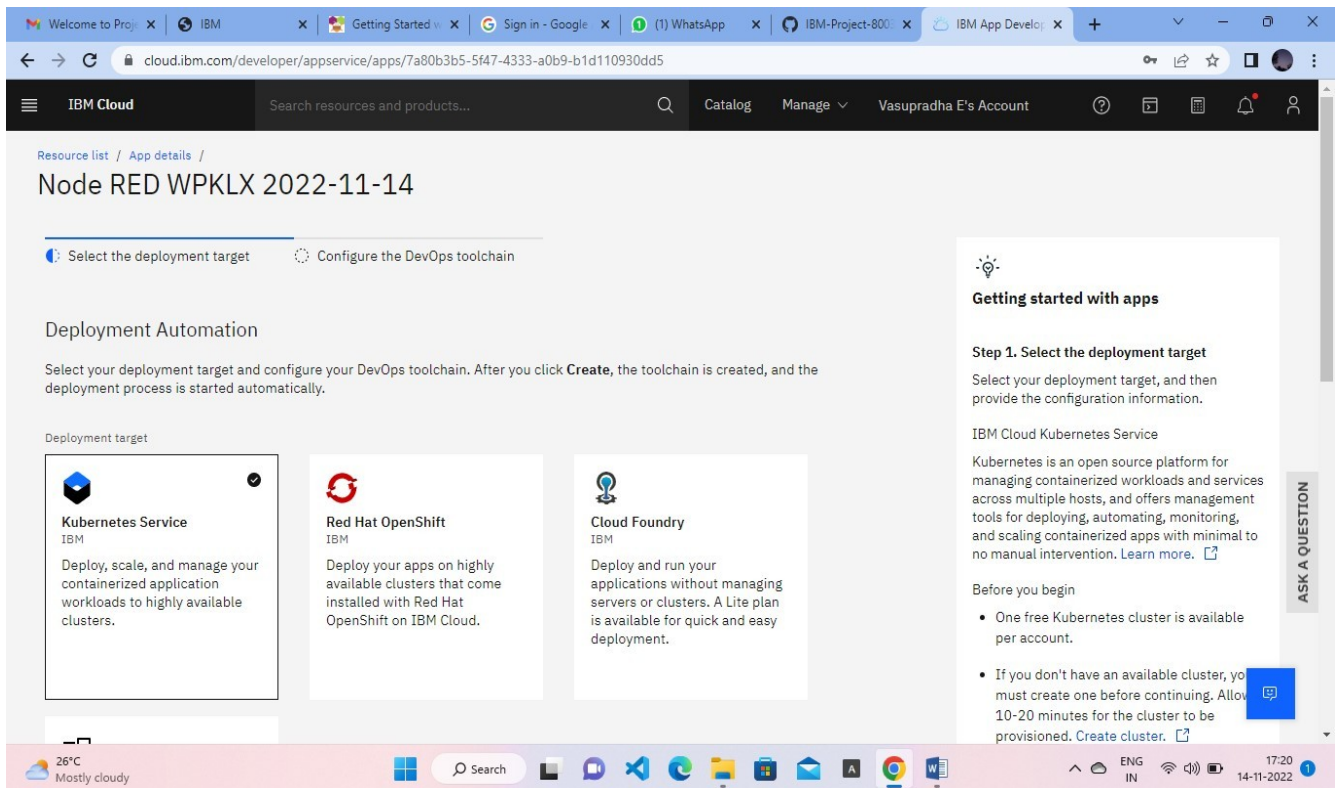 Welcome to Proje
IBM
Getting Started w
Sign in - Google
(1) WhatsApp
IBM-Project-800
IBM App Develop
cloud.ibm.com/developer/appservice/apps/7a80b3b5-5f47-4333-a0b9-b1d110930dd5
IBM Cloud
Search resources and products...
Catalog
Manage
Vasupradha E's Account
Resource list / App details /
Node RED WPKLX 2022-11-14
Select the deployment target
Configure the DevOps toolchain
Deployment Automation
Select your deployment target and configure your DevOps toolchain. After you click Create, the toolchain is created, and the
deployment process is started automatically.
Deployment target
Kubernetes Service
IBM
Deploy, scale, and manage your
containerized application
workloads to highly available
clusters.
Red Hat OpenShift
IBM
Deploy your apps on highly
available clusters that come
installed with Red Hat
OpenShift on IBM Cloud.
Cloud Foundry
IBM
Deploy and run your
applications without managing
servers or clusters. A Lite plan
is available for quick and easy
deployment.
Getting started with apps
Step 1. Select the deployment target
Select your deployment target, and then
provide the configuration information.
IBM Cloud Kubernetes Service
Kubernetes is an open source platform for
managing containerized workloads and services
across multiple hosts, and offers management
tools for deploying, automating, monitoring,
and scaling containerized apps with minimal to
no manual intervention. Learn more.
Before you begin
• One free Kubernetes cluster is available
per account.
• If you don't have an available cluster, yo
must create one before continuing. Allow
10-20 minutes for the cluster to be
provisioned. Create cluster.
ASK A QUESTION
26°C
Mostly cloudy
Search
A
ENG
IN
17:20
14-11-2022
1